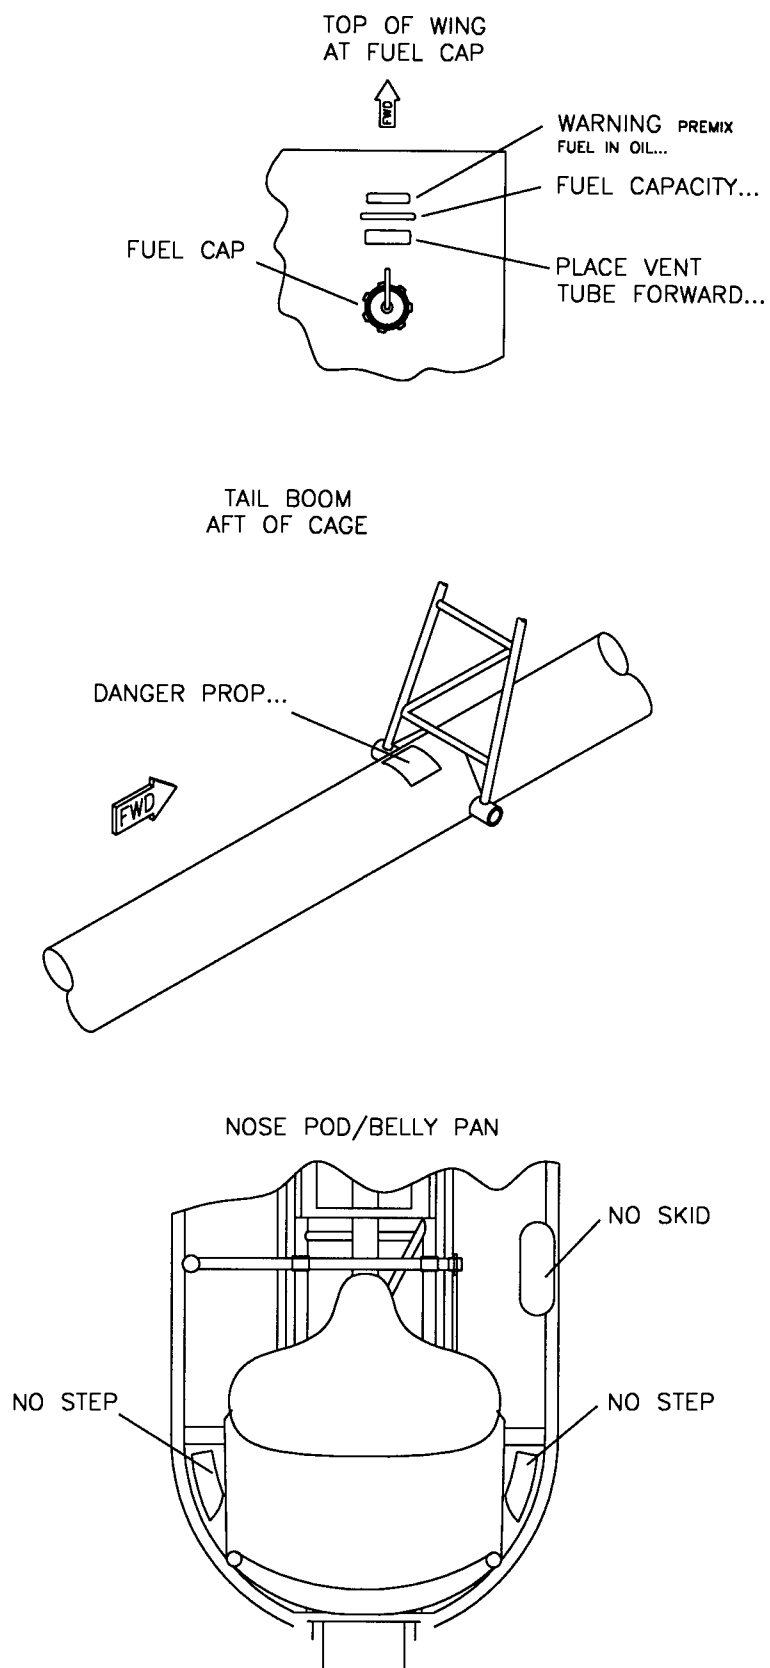 TOP OF WING
AT FUEL CAP
FWD
WARNING PREMIX
FUEL IN OIL...
FUEL CAPACITY...
FUEL CAP
PLACE VENT
TUBE FORWARD...
TAIL BOOM
AFT OF CAGE
DANGER PROP...
FWD
NOSE POD/BELLY PAN
NO SKID
NO STEP
NO STEP